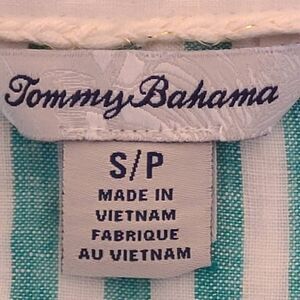 Tommy Bahama
S/P
MADE IN
VIETNAM
FABRIQUE
AU VIETNAM